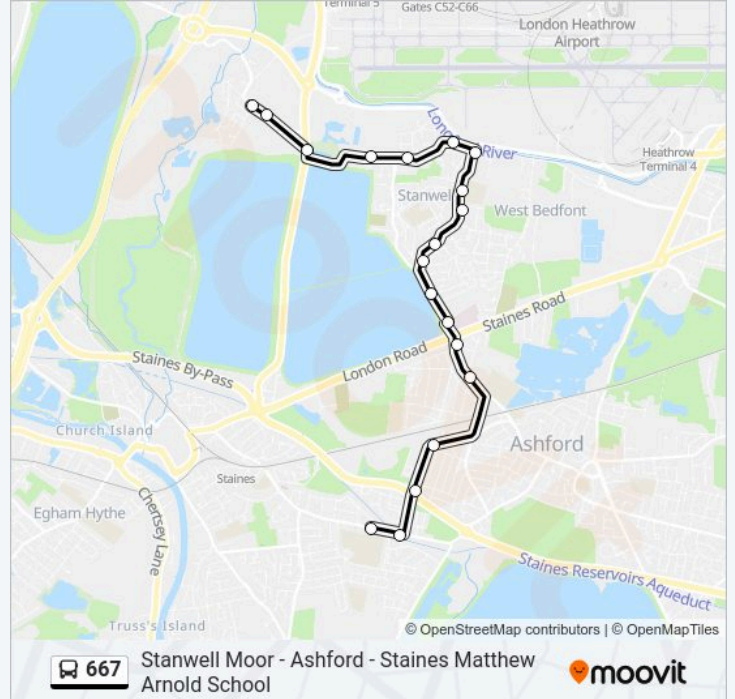 Terminal 5
Gates C52-C66
London Heathrow
Airport
River
Heathrow
Terminal 4
Stanwel
West Bedfont
Staines Road
London Road
Staines By-Pass
Church Island
Ashford
Staines
Egham Hythe
Chertsey Lane
Staines Reservoirs Aqueduct
Truss's Island
© OpenStreetMap contributors | © OpenMapTiles
667
Stanwell Moor - Ashford - Staines Matthew
Arnold School
moovit